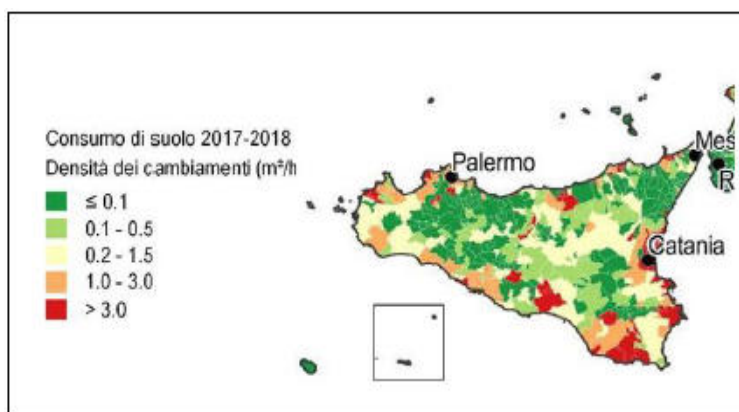 Consumo di suolo 2017-2018
Densità dei cambiamenti (m²/h
≤ 0.1
0.1 - 0.5
0.2 - 1.5
1.0 - 3.0
> 3.0
Palermo
Mes
R
Catania